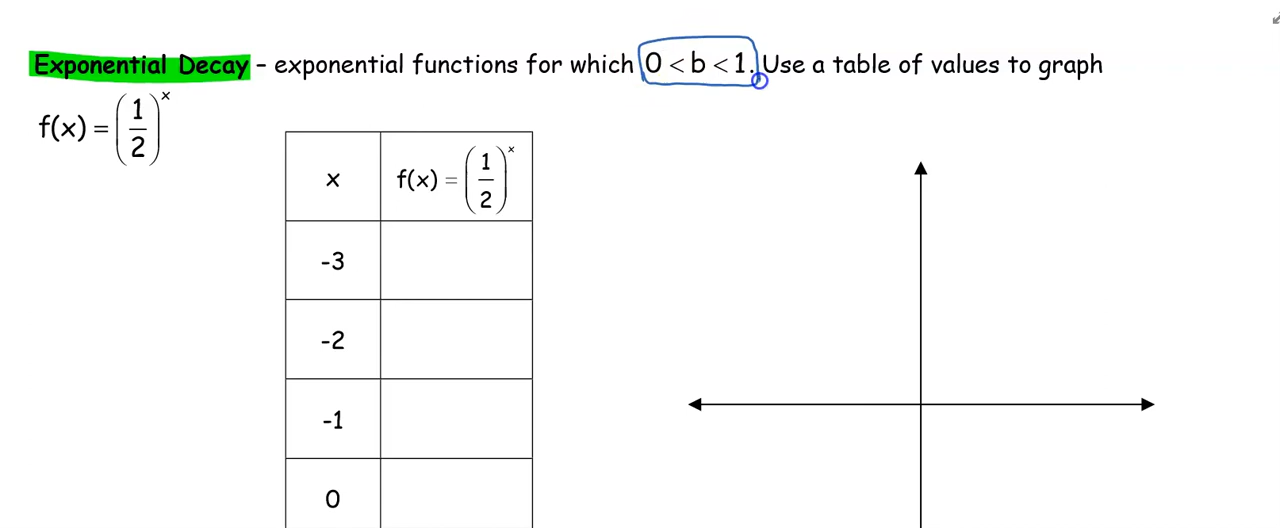 Exponential Decay – exponential functions for which 0 < b < 1. Use a table of values to graph
f(x) = (1/2)^x
x f(x) = (1/2)^x
-3
-2
-1
0